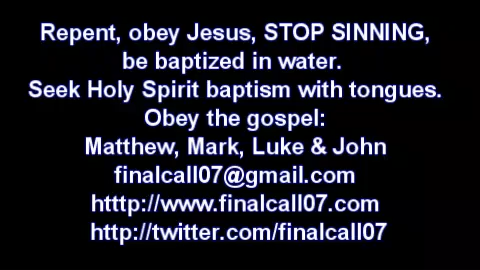 Repent, obey Jesus, STOP SINNING,
be baptized in water.
Seek Holy Spirit baptism with tongues.
Obey the gospel:
Matthew, Mark, Luke & John
finalcall07@gmail.com
htttp://www.finalcall07.com
http://twitter.com/finalcall07